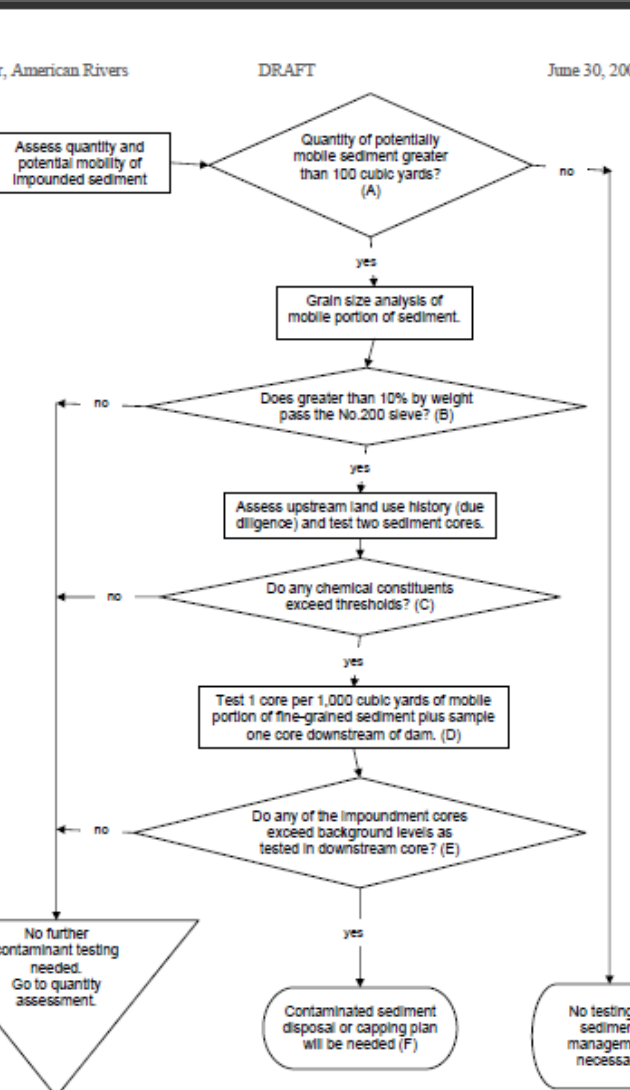 r, American Rivers
DRAFT
June 30, 200
Assess quantity and
potential mobility of
impounded sediment
Quantity of potentially
mobile sediment greater
than 100 cubic yards?
(A)
no
yes
Grain size analysis of
mobile portion of sediment.
Does greater than 10% by weight
pass the No.200 sieve? (B)
no
yes
Assess upstream land use history (due
diligence) and test two sediment cores.
Do any chemical constituents
exceed thresholds? (C)
no
yes
Test 1 core per 1,000 cubic yards of mobile
portion of fine-grained sediment plus sample
one core downstream of dam. (D)
Do any of the impoundment cores
exceed background levels as
tested in downstream core? (E)
no
yes
No further
ontaminant testing
needed.
Go to quantity
assessment.
Contaminated sediment
disposal or capping plan
will be needed (F)
No testing
sedimen
managem
necessa